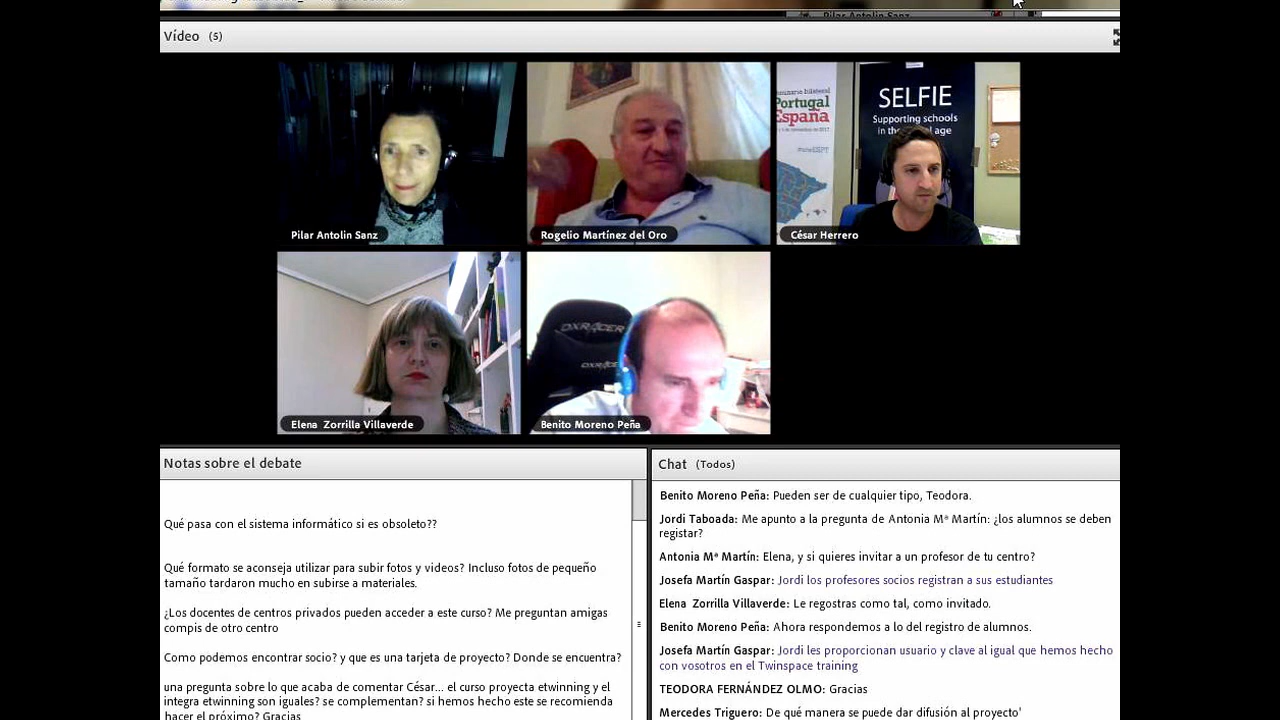 Vídeo (5)
Portugal
España
SELFIE
Supporting schools
Pilar Antolin Sanz
Rogelio Martínez del Oro
César Herrero
DXRACER
Elena Zorrilla Villaverde
Benito Moreno Peña
Notas sobre el debate
Qué pasa con el sistema informático si es obsoleto??
Qué formato se aconseja utilizar para subir fotos y videos? Incluso fotos de pequeño
tamaño tardaron mucho en subirse a materiales.
¿Los docentes de centros privados pueden acceder a este curso? Me preguntan amigas
compis de otro centro
Como podemos encontrar socio? y que es una tarjeta de proyecto? Donde se encuentra?
una pregunta sobre lo que acaba de comentar César... el curso proyecta etwinning y el
integra etwinning son iguales? se complementan? si hemos hecho este se recomienda
hacer el próximo? Gracias
Chat (Todos)
Benito Moreno Peña: Pueden ser de cualquier tipo, Teodora.
Jordi Taboada: Me apunto a la pregunta de Antonia Mª Martín: ¿los alumnos se deben
registar?
Antonia Mª Martín: Elena, y si quieres invitar a un profesor de tu centro?
Josefa Martín Gaspar: Jordi los profesores socios registran a sus estudiantes
Elena Zorrilla Villaverde: Le regostras como tal, como invitado.
Benito Moreno Peña: Ahora respondemos a lo del registro de alumnos.
Josefa Martín Gaspar: Jordi les proporcionan usuario y clave al igual que hemos hecho
con vosotros en el Twinspace training
TEODORA FERNÁNDEZ OLMO: Gracias
Mercedes Triguero: De qué manera se puede dar difusión al proyecto'